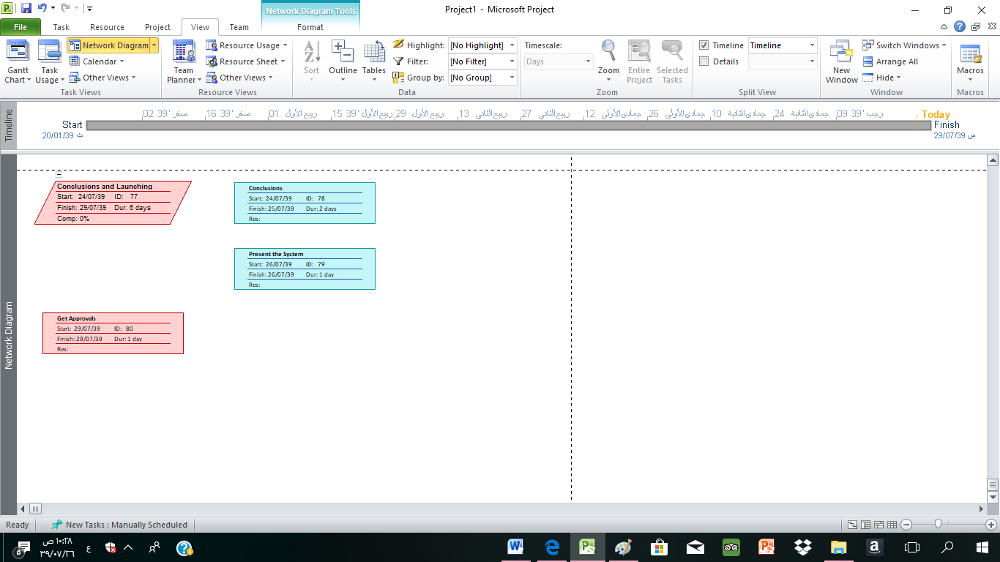 Project1 - Microsoft Project
Network Diagram Tools
File Task Resource Project View Team Format
Gantt Chart
Task Usage
Network Diagram
Calendar
Other Views
Task Views
Team Planner
Resource Usage
Resource Sheet
Other Views
Resource Views
Sort
Outline
Tables
Highlight: [No Highlight]
Filter: [No Filter]
Group by: [No Group]
Data
Timescale:
Days
Zoom
Entire Project
Selected Tasks
Zoom
Timeline Timeline
Details
Split View
New Window
Switch Windows
Arrange All
Hide
Window
Macros
Macros
Timeline
02 صفر '39 16 صفر '39 01 ربيع الأول 15 ربيع الأول '39 29 ربيع الأول 13 ربيع الثاني 27 ربيع الثاني 12 جمادى الأولى 26 جمادى الأولى 10 جمادى الثانية 24 جمادى الثانية 09 رجب '39
Today
Start
20/01/39 ث
Finish
29/07/39 س
Network Diagram
Conclusions and Launching
Start: 24/07/39 ID: 77
Finish: 29/07/39 Dur: 6 days
Comp: 0%
Conclusions
Start: 24/07/39 ID: 78
Finish: 25/07/39 Dur: 2 days
Res:
Present the System
Start: 26/07/39 ID: 79
Finish: 26/07/39 Dur: 1 day
Res:
Get Approvals
Start: 29/07/39 ID: 80
Finish: 29/07/39 Dur: 1 day
Res:
Ready New Tasks : Manually Scheduled
١٠:٢٨ ص
٣٩/٠٧/٢٦
ع